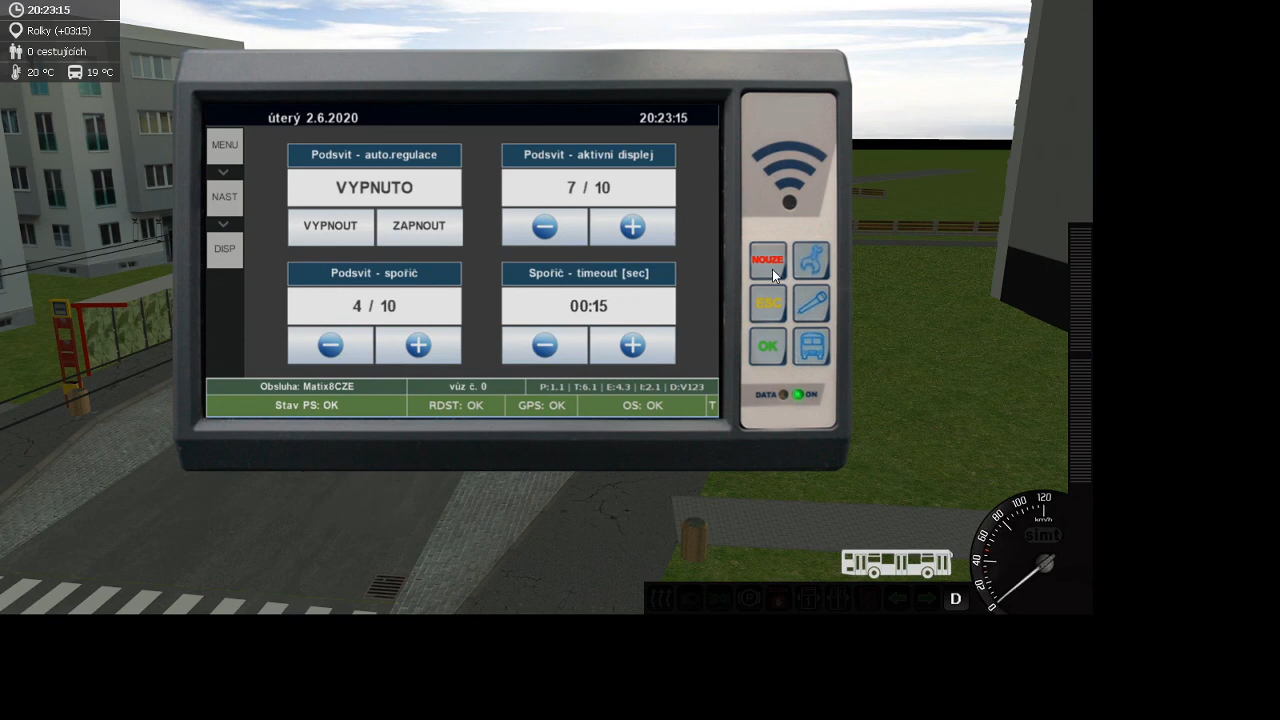 20:23:15
Rolky (+03:15)
0 cestujících
20 °C 19 °C
úterý 2.6.2020 20:23:15
MENU
NAST
DISP
Podsvit - auto.regulace
VYPNUTO
VYPNOUT ZAPNOUT
Podsvit - aktivní displej
7 / 10
Podsvit - spořič
4 / 10
Spořič - timeout [sec]
00:15
Obsluha: Matix8CZE vůz č. 0 P:1.1 | T:6.1 | E:4.3 | I:2.1 | D:V123
Stav PS: OK RDST: OK GPS: OK OS: OK T
NOUZE
ESC
OK
DATA ON
0 20 40 60 80 100 120
km/h
simt
D